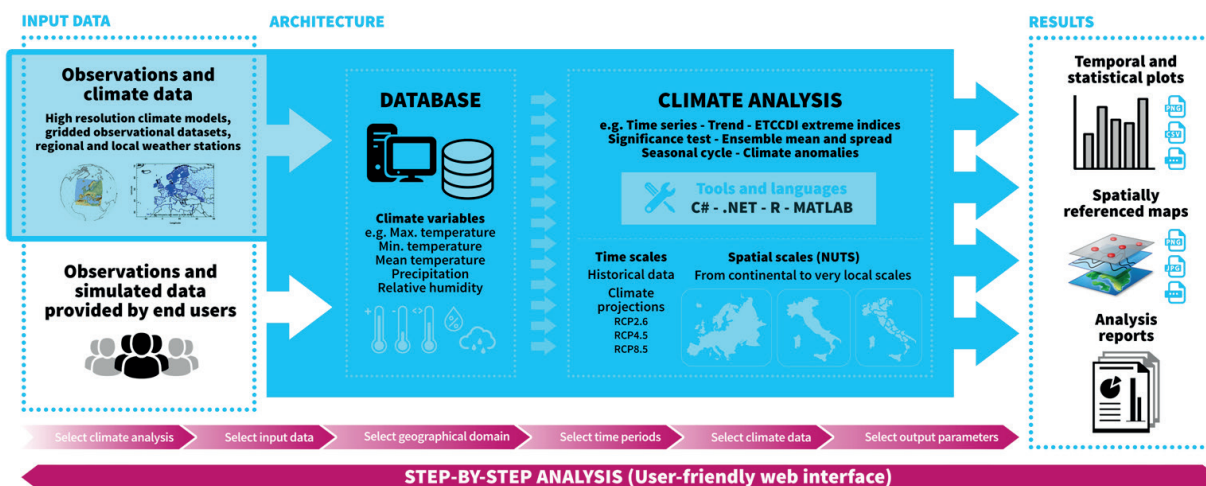 INPUT DATA
Observations and
climate data
High resolution climate models,
gridded observational datasets,
regional and local weather stations
Observations and
simulated data
provided by end users
ARCHITECTURE
DATABASE
Climate variables
e.g. Max. temperature
Min. temperature
Mean temperature
Precipitation
Relative humidity
+
-
<>
%
CLIMATE ANALYSIS
e.g. Time series - Trend - ETCCDI extreme indices
Significance test - Ensemble mean and spread
Seasonal cycle - Climate anomalies
Tools and languages
C# - .NET - R - MATLAB
Time scales
Historical data
Climate
projections
RCP2.6
RCP4.5
RCP8.5
Spatial scales (NUTS)
From continental to very local scales
RESULTS
Temporal and
statistical plots
PNG
CSV
...
Spatially
referenced maps
PNG
JPG
...
Analysis
reports
Select climate analysis
Select input data
Select geographical domain
Select time periods
Select climate data
Select output parameters
STEP-BY-STEP ANALYSIS (User-friendly web interface)